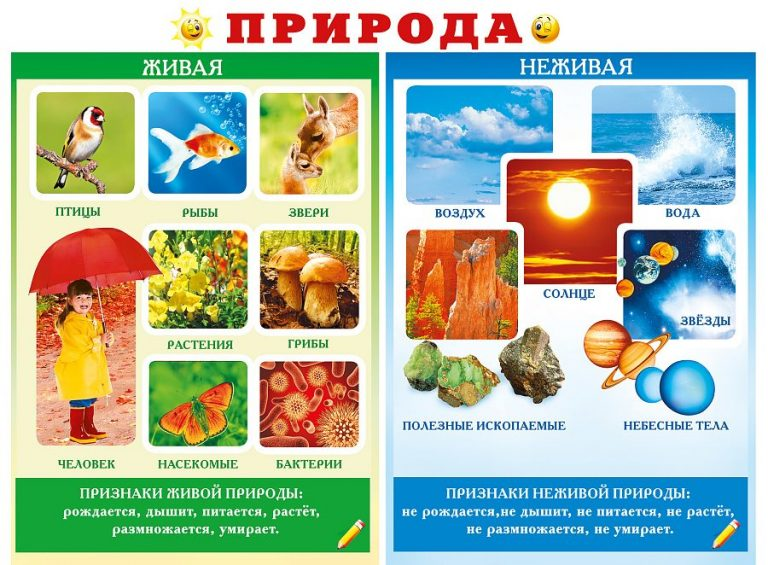 ПРИРОДА
ЖИВАЯ
ПТИЦЫ
РЫБЫ
ЗВЕРИ
РАСТЕНИЯ
ГРИБЫ
ЧЕЛОВЕК
НАСЕКОМЫЕ
БАКТЕРИИ
ПРИЗНАКИ ЖИВОЙ ПРИРОДЫ:
рождается, дышит, питается, растёт,
размножается, умирает.
НЕЖИВАЯ
ВОЗДУХ
ВОДА
СОЛНЦЕ
ЗВЁЗДЫ
ПОЛЕЗНЫЕ ИСКОПАЕМЫЕ
НЕБЕСНЫЕ ТЕЛА
ПРИЗНАКИ НЕЖИВОЙ ПРИРОДЫ:
не рождается,не дышит, не питается, не растёт,
не размножается, не умирает.